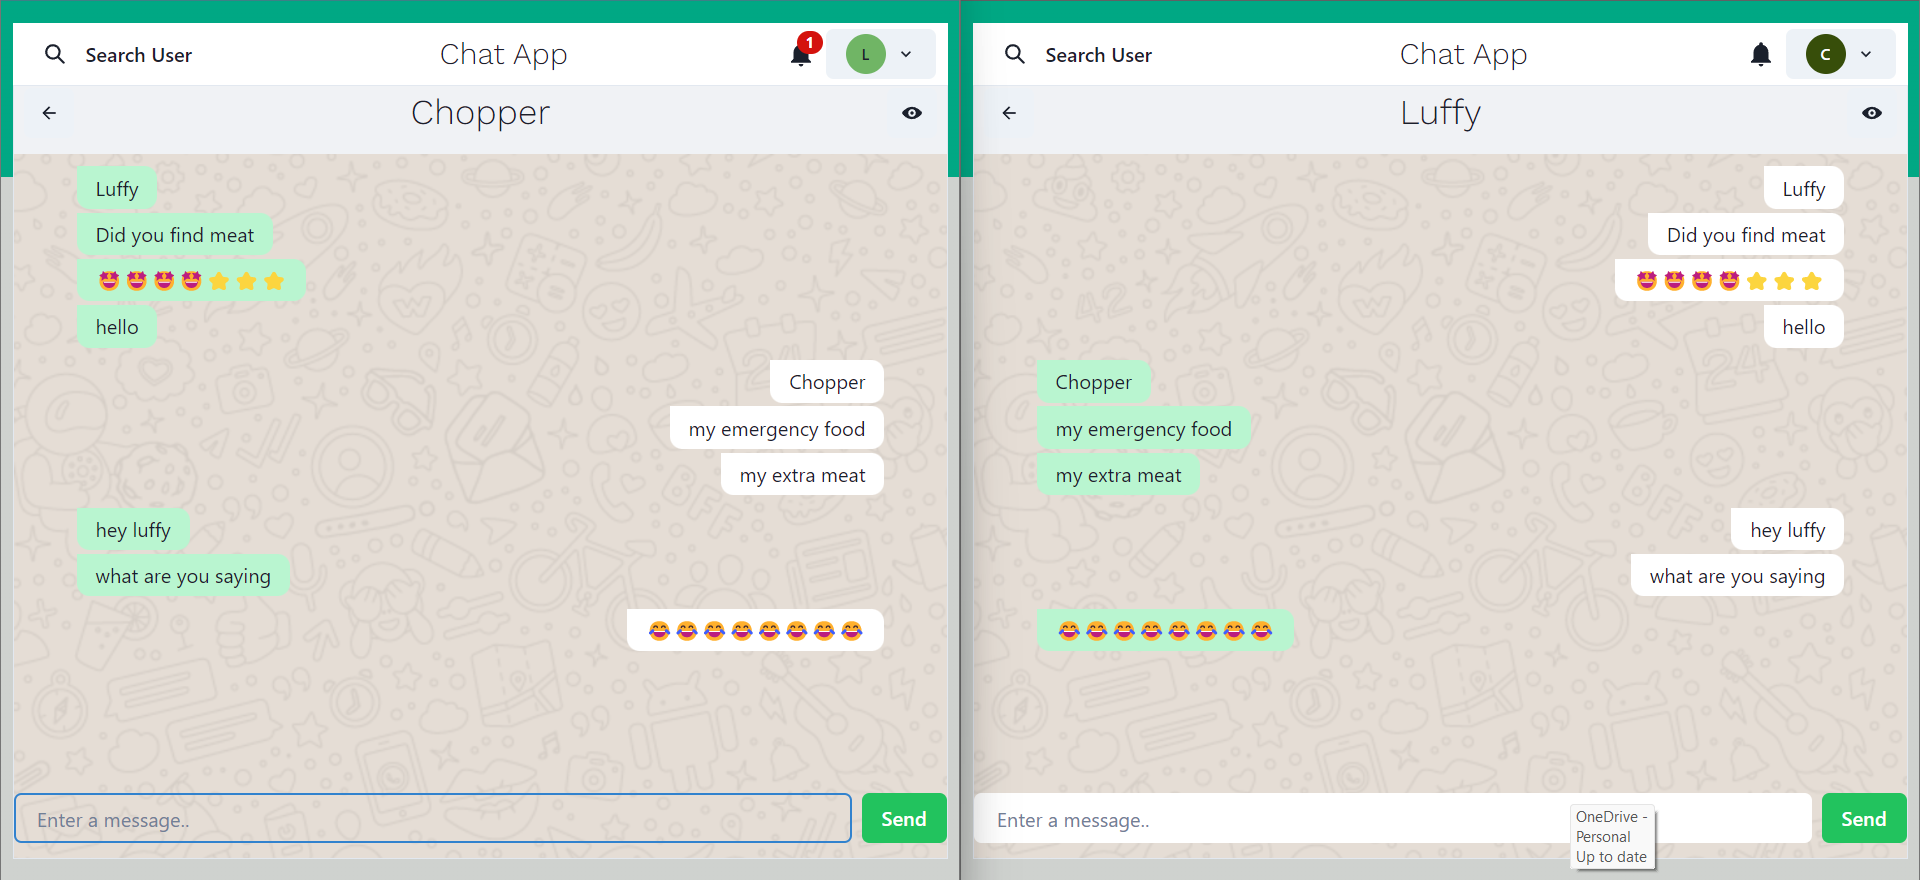 Search User
Chat App
1
L
Chopper
Luffy
Did you find meat
🤩🤩🤩🤩⭐⭐⭐
hello
Chopper
my emergency food
my extra meat
hey luffy
what are you saying
😂😂😂😂😂😂😂😂
Enter a message..
Send
Search User
Chat App
C
Luffy
Luffy
Did you find meat
🤩🤩🤩🤩⭐⭐⭐
hello
Chopper
my emergency food
my extra meat
hey luffy
what are you saying
😂😂😂😂😂😂😂😂
Enter a message..
Send
OneDrive -
Personal
Up to date